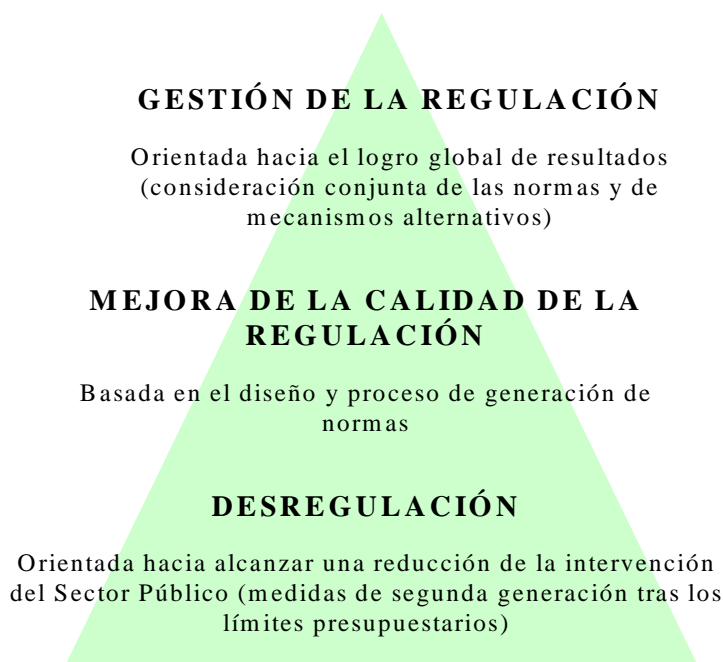 GESTIÓN DE LA REGULACIÓN
Orientada hacia el logro global de resultados
(consideración conjunta de las normas y de
mecanismos alternativos)
MEJORA DE LA CALIDAD DE LA
REGULACIÓN
Basada en el diseño y proceso de generación de
normas
DESREGULACIÓN
Orientada hacia alcanzar una reducción de la intervención
del Sector Público (medidas de segunda generación tras los
límites presupuestarios)